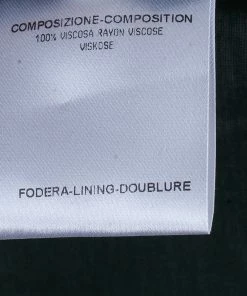 COMPOSIZIONE-COMPOSITION
100% VISCOSA RAYON VISCOSE
VISKOSE
FODERA-LINING-DOUBLURE